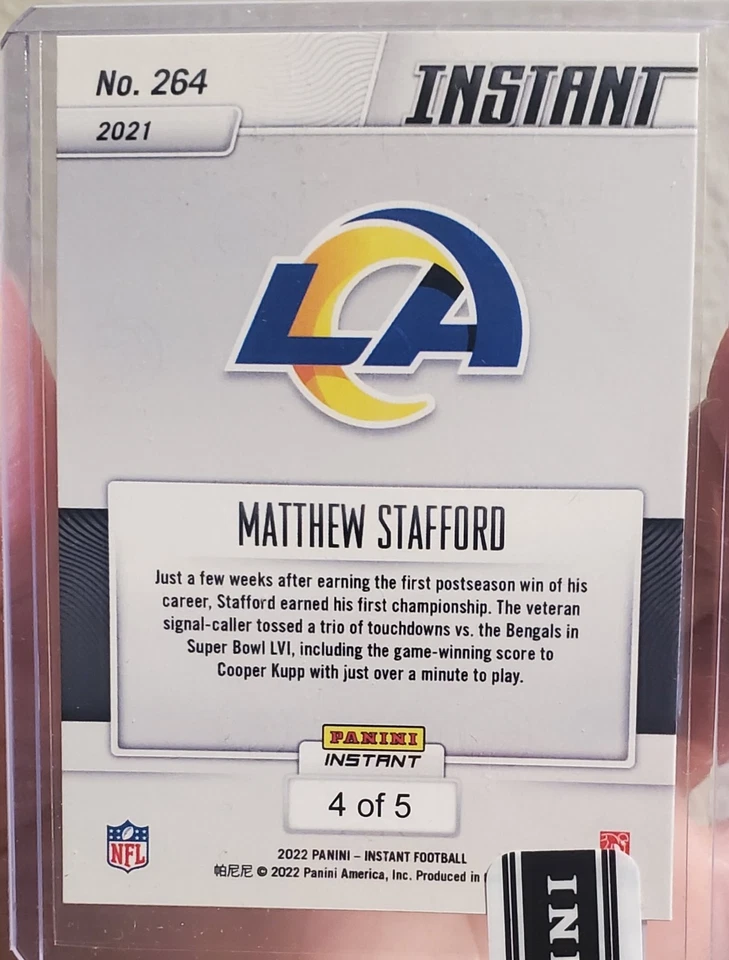 No. 264
INSTANT
2021
LA
MATTHEW STAFFORD
Just a few weeks after earning the first postseason win of his
career, Stafford earned his first championship. The veteran
signal-caller tossed a trio of touchdowns vs. the Bengals in
Super Bowl LVI, including the game-winning score to
Cooper Kupp with just over a minute to play.
PANINI
INSTANT
4 of 5
NFL
2022 PANINI – INSTANT FOOTBALL
帕尼尼 © 2022 Panini America, Inc. Produced in
IN